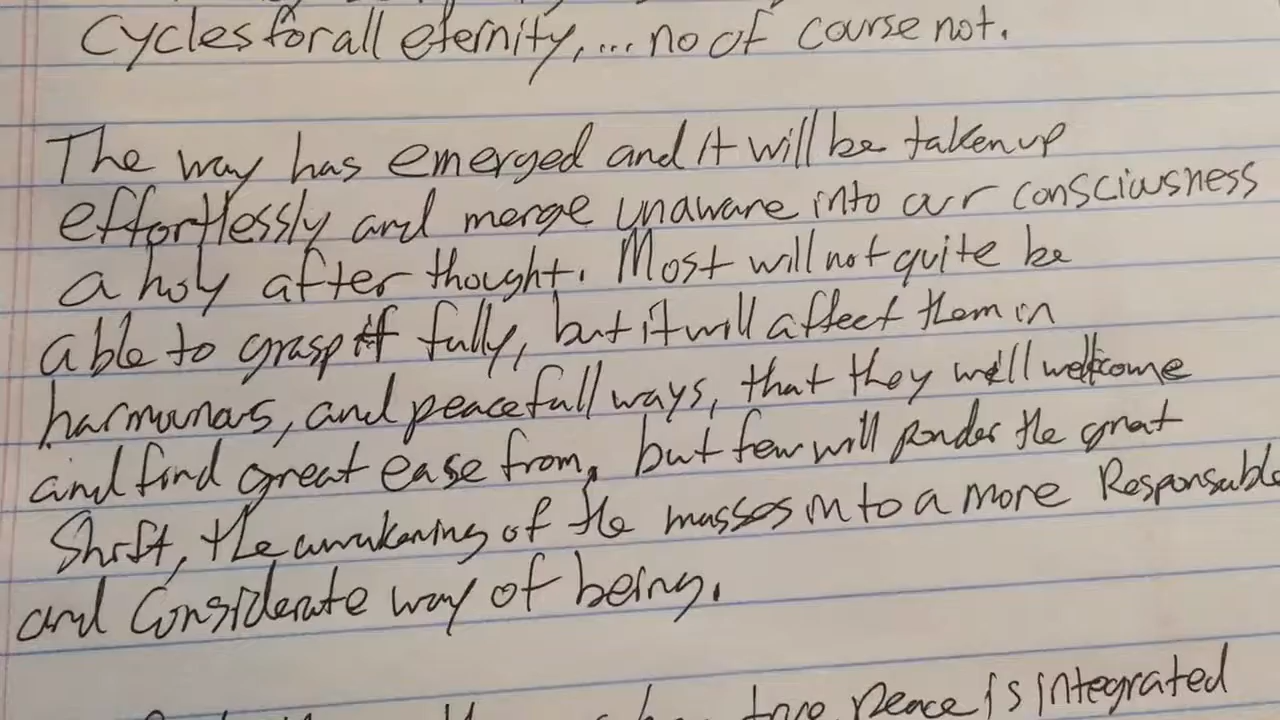 Cycles for all eternity, ... no of course not.
The way has emerged and it will be taken up
effortlessly and merge unaware into our consciousness
a holy after thought. Most will not quite be
able to grasp it fully, but it will affect them in
harmounous, and peacefull ways, that they will welcome
and find great ease from, but few will ponder the great
Shift, the awakening of the masses into a more Responsable
and Considerate way of being.
true peace is integrated